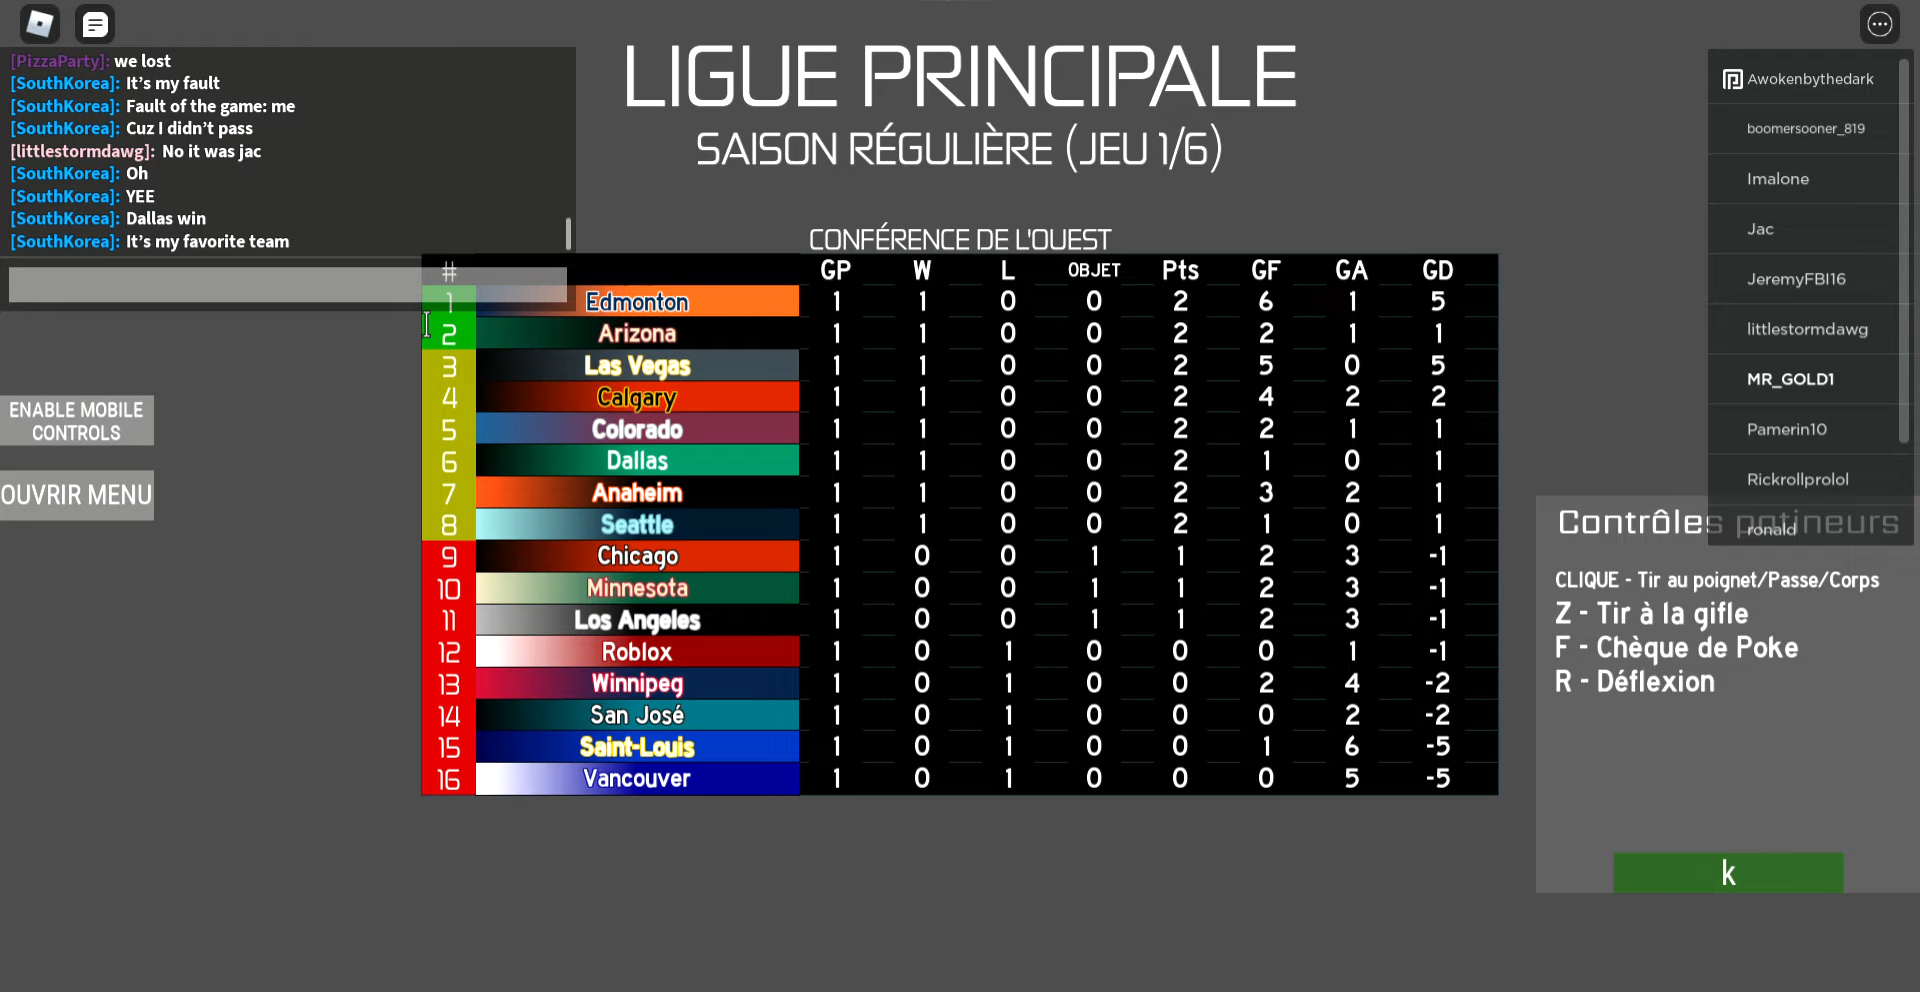 [PizzaParty]: we lost
[SouthKorea]: It's my fault
[SouthKorea]: Fault of the game: me
[SouthKorea]: Cuz I didn't pass
[littlestormdawg]: No it was jac
[SouthKorea]: Oh
[SouthKorea]: YEE
[SouthKorea]: Dallas win
[SouthKorea]: It's my favorite team
LIGUE PRINCIPALE
SAISON RÉGULIÈRE (JEU 1/6)
CONFÉRENCE DE L'OUEST
# GP W L OBJET Pts GF GA GD
1 Edmonton 1 1 0 0 2 6 1 5
2 Arizona 1 1 0 0 2 2 1 1
3 Las Vegas 1 1 0 0 2 5 0 5
4 Calgary 1 1 0 0 2 4 2 2
5 Colorado 1 1 0 0 2 2 1 1
6 Dallas 1 1 0 0 2 1 0 1
7 Anaheim 1 1 0 0 2 3 2 1
8 Seattle 1 1 0 0 2 1 0 1
9 Chicago 1 0 0 1 1 2 3 -1
10 Minnesota 1 0 0 1 1 2 3 -1
11 Los Angeles 1 0 0 1 1 2 3 -1
12 Roblox 1 0 1 0 0 0 1 -1
13 Winnipeg 1 0 1 0 0 2 4 -2
14 San José 1 0 1 0 0 0 2 -2
15 Saint-Louis 1 0 1 0 0 1 6 -5
16 Vancouver 1 0 1 0 0 0 5 -5
ENABLE MOBILE
CONTROLS
OUVRIR MENU
Awokenbythedark
boomersooner_819
Imalone
Jac
JeremyFBI16
littlestormdawg
MR_GOLD1
Pamerin10
Rickrollprolol
ronald
Contrôles patineurs
CLIQUE - Tir au poignet/Passe/Corps
Z - Tir à la gifle
F - Chèque de Poke
R - Déflexion
k